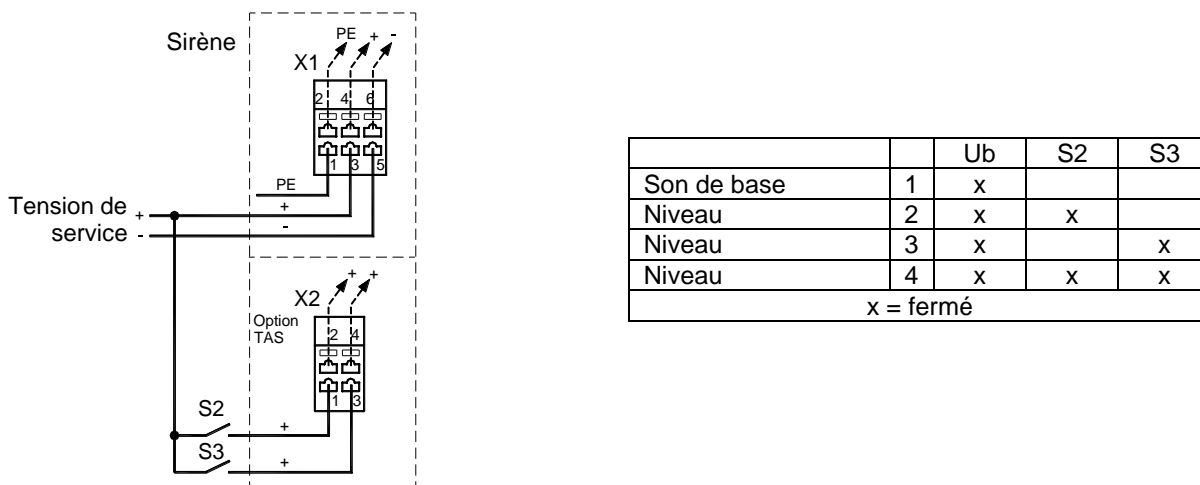 Sirène
PE + -
X1
2 4 6
1 3 5
PE
Tension de +
+
service -
-
X2
+ +
Option
TAS
2 4
1 3
S2
+
S3
+
Ub S2 S3
Son de base 1 x
Niveau 2 x x
Niveau 3 x x
Niveau 4 x x x
x = fermé